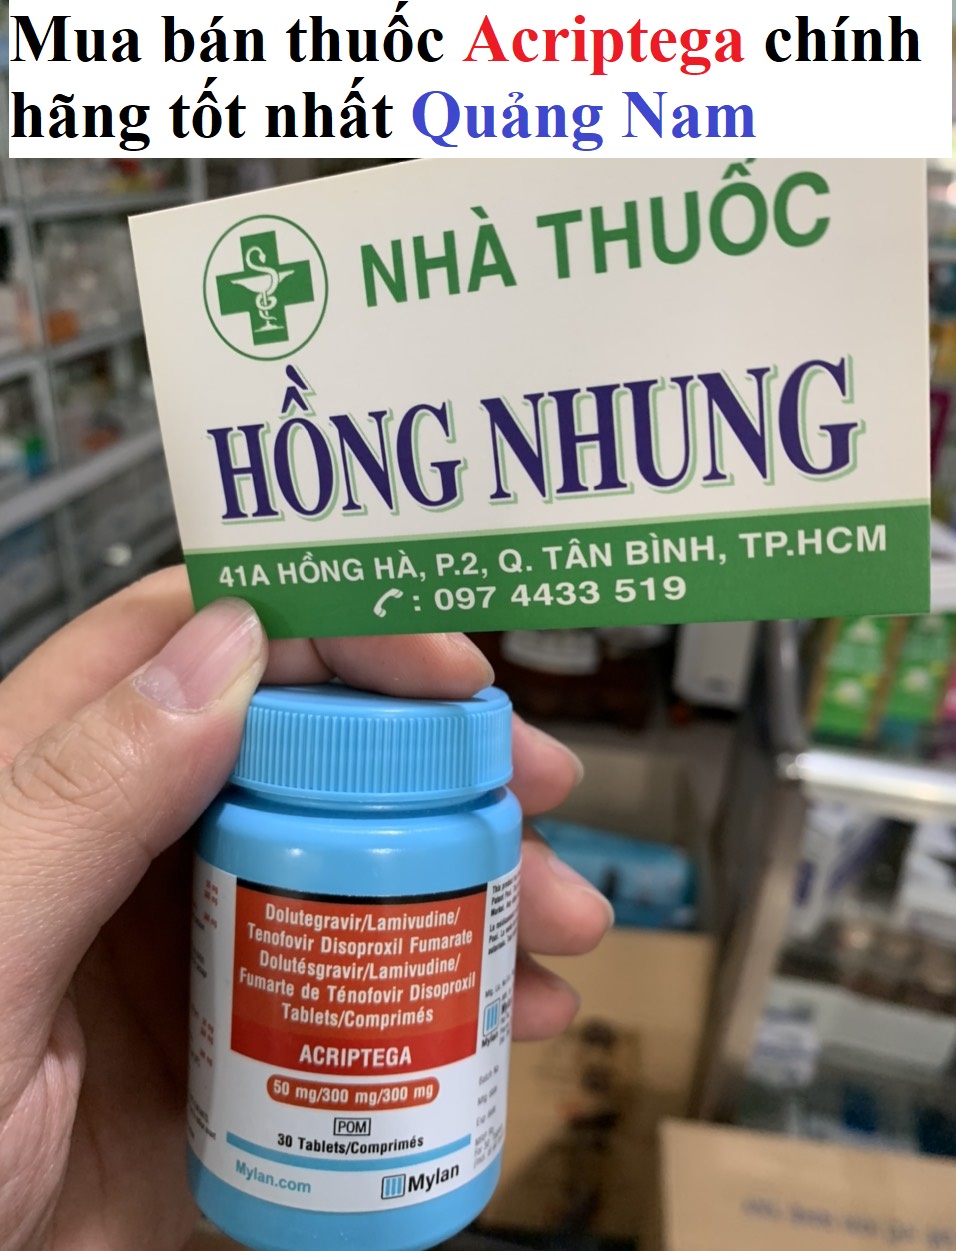 Mua bán thuốc Acriptega chính
hãng tốt nhất Quảng Nam
NHÀ THUỐC
HỒNG NHUNG
41A HỒNG HÀ, P.2, Q. TÂN BÌNH, TP.HCM
: 097 4433 519
Dolutegravir/Lamivudine/
Tenofovir Disoproxil Fumarate
Dolutésgravir/Lamivudine/
Fumarte de Ténofovir Disoproxil
Tablets/Comprimés
ACRIPTEGA
50 mg/300 mg/300 mg
POM
30 Tablets/Comprimés
Mylan.com
Mylan
Mylan